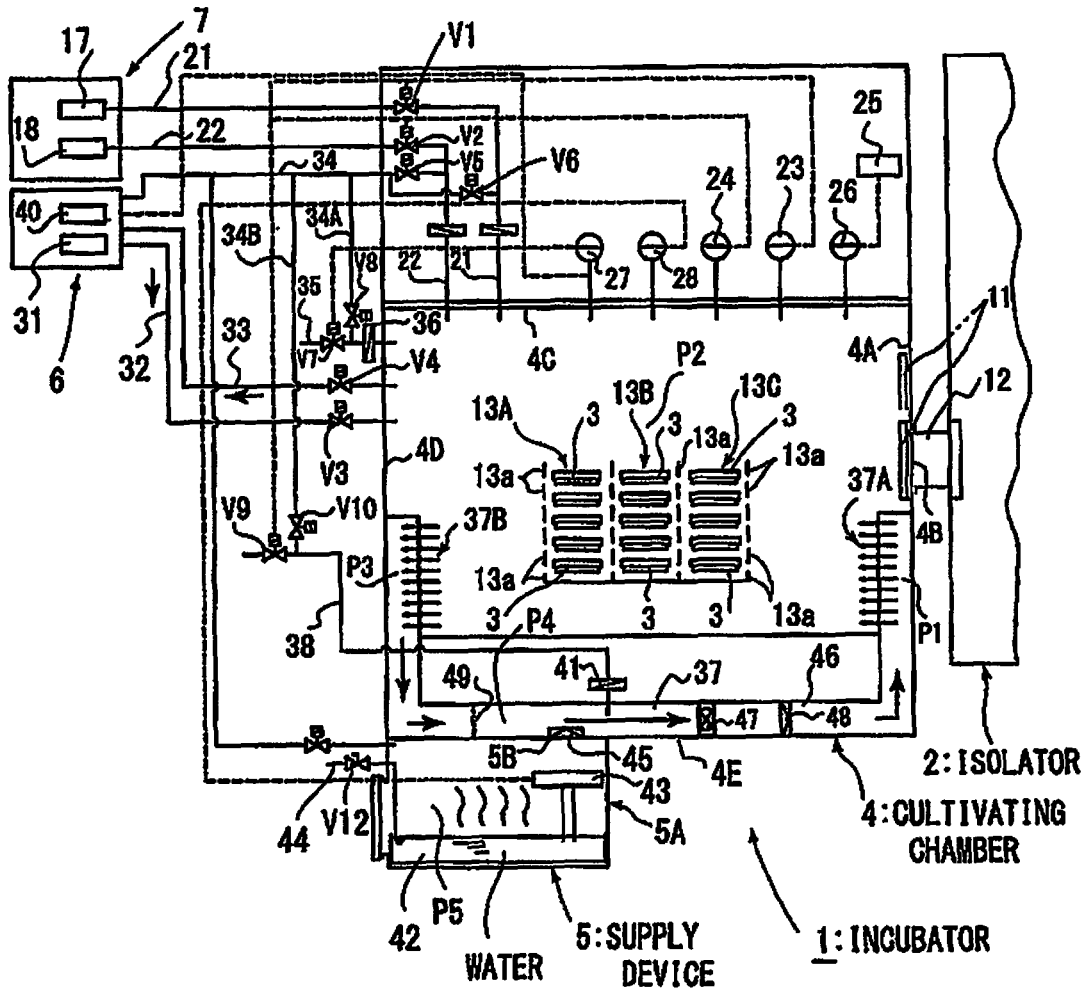 7
17
21
V1
18
22
V2
V5
V6
25
34
24
23
26
40
34A
34B
22
21
27
28
31
6
32
33
35
V8
36
V7
V4
4C
P2
4A
11
12
13A
13B
13C
3
3
3
13a
13a
13a
V3
4D
37A
4B
V9
V10
37B
P3
13a
13a
3
3
3
P1
38
P4
49
41
37
46
47
48
5B
45
4E
2:ISOLATOR
V12
44
43
5A
4:CULTIVATING
CHAMBER
42
P5
WATER
5:SUPPLY
DEVICE
1:INCUBATOR